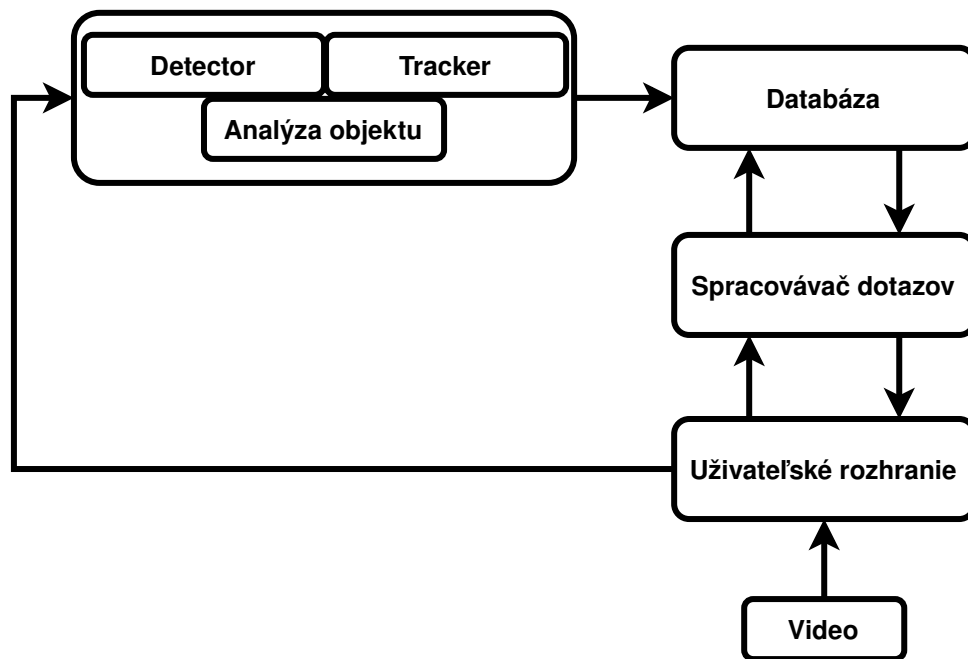 Detector
Tracker
Analýza objektu
Databáza
Spracovávač dotazov
Uživateľské rozhranie
Video